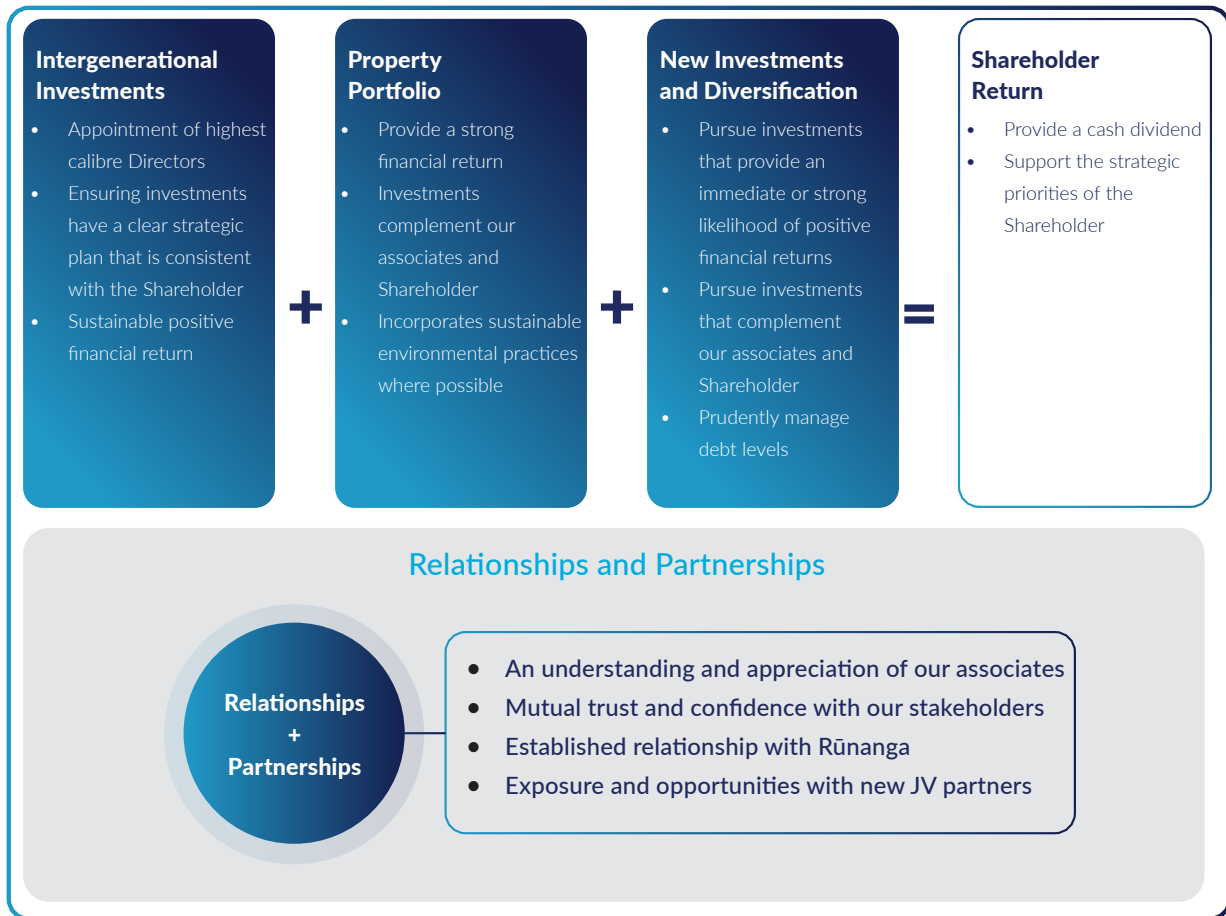 Intergenerational
Investments
• Appointment of highest
calibre Directors
• Ensuring investments
have a clear strategic
plan that is consistent
with the Shareholder
• Sustainable positive
financial return
+
Property
Portfolio
• Provide a strong
financial return
• Investments
complement our
associates and
Shareholder
• Incorporates sustainable
environmental practices
where possible
+
New Investments
and Diversification
• Pursue investments
that provide an
immediate or strong
likelihood of positive
financial returns
• Pursue investments
that complement
our associates and
Shareholder
• Prudently manage
debt levels
=
Shareholder
Return
• Provide a cash dividend
• Support the strategic
priorities of the
Shareholder
Relationships and Partnerships
Relationships
+
Partnerships
• An understanding and appreciation of our associates
• Mutual trust and confidence with our stakeholders
• Established relationship with Rūnanga
• Exposure and opportunities with new JV partners